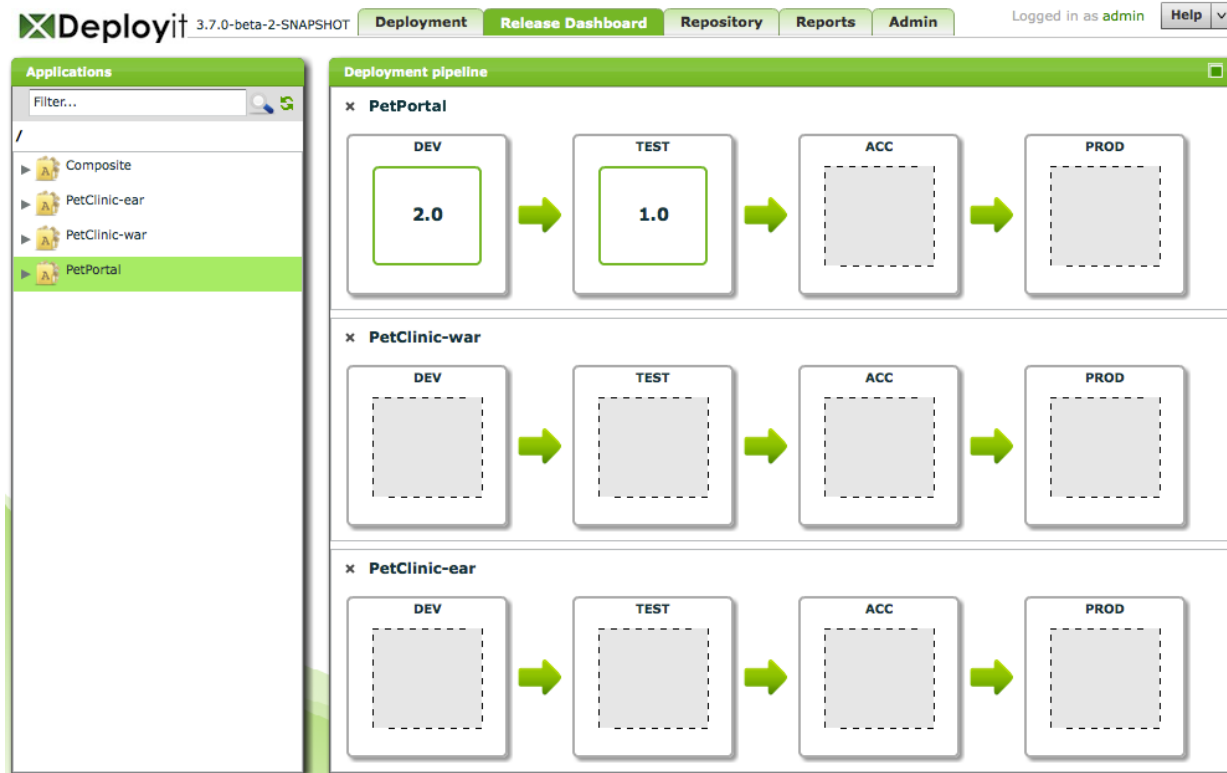 XDeployit 3.7.0-beta-2-SNAPSHOT Deployment Release Dashboard Repository Reports Admin Logged in as admin Help
Applications
Filter...
/
Composite
PetClinic-ear
PetClinic-war
PetPortal
Deployment pipeline
× PetPortal
DEV TEST ACC PROD
2.0 1.0
× PetClinic-war
DEV TEST ACC PROD
× PetClinic-ear
DEV TEST ACC PROD